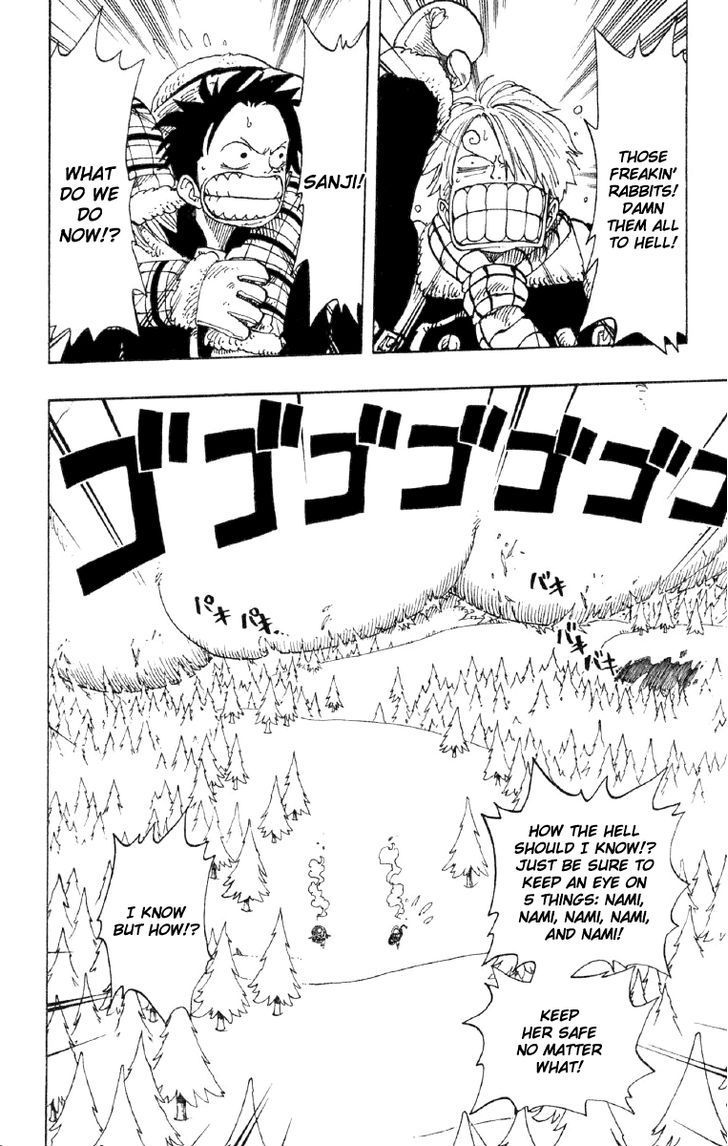 THOSE
FREAKIN'
RABBITS!
DAMN
THEM ALL
TO HELL!
SANJI!
WHAT
DO WE
DO
NOW!?
ゴゴゴゴゴゴゴ
バキ
バキ
バキ
パキ
パキ
HOW THE HELL
SHOULD I KNOW!?
JUST BE SURE TO
KEEP AN EYE ON
5 THINGS: NAMI,
NAMI, NAMI, NAMI,
AND NAMI!
KEEP
HER SAFE
NO MATTER
WHAT!
I KNOW
BUT HOW!?